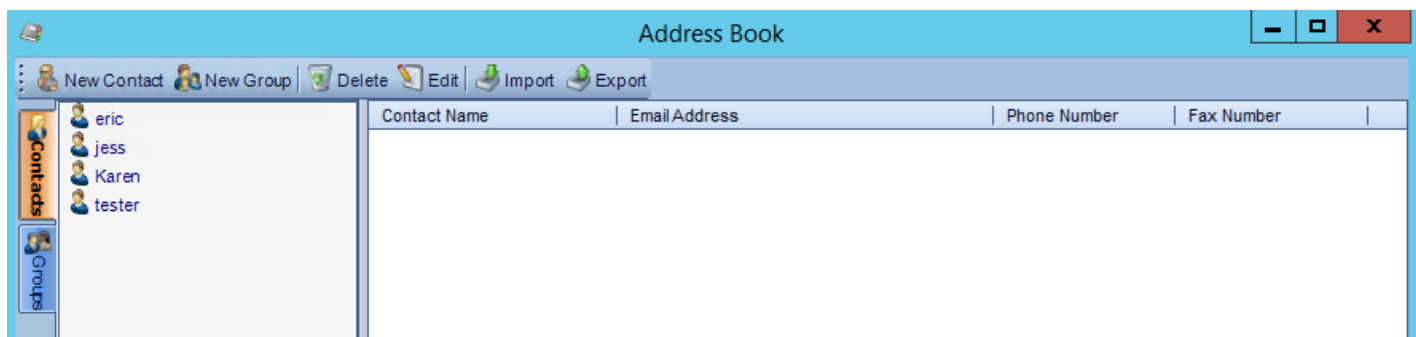 Address Book
New Contact New Group Delete Edit Import Export
Contacts
Groups
eric
jess
Karen
tester
Contact Name Email Address Phone Number Fax Number